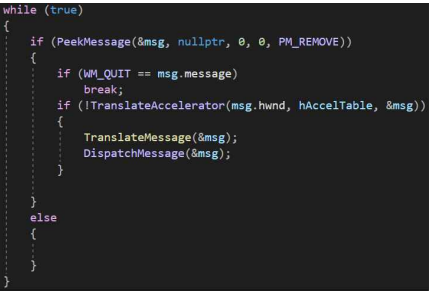 while (true)
{
if (PeekMessage(&msg, nullptr, 0, 0, PM_REMOVE))
{
if (WM_QUIT == msg.message)
break;
if (!TranslateAccelerator(msg.hwnd, hAccelTable, &msg))
{
TranslateMessage(&msg);
DispatchMessage(&msg);
}
}
else
{
}
}